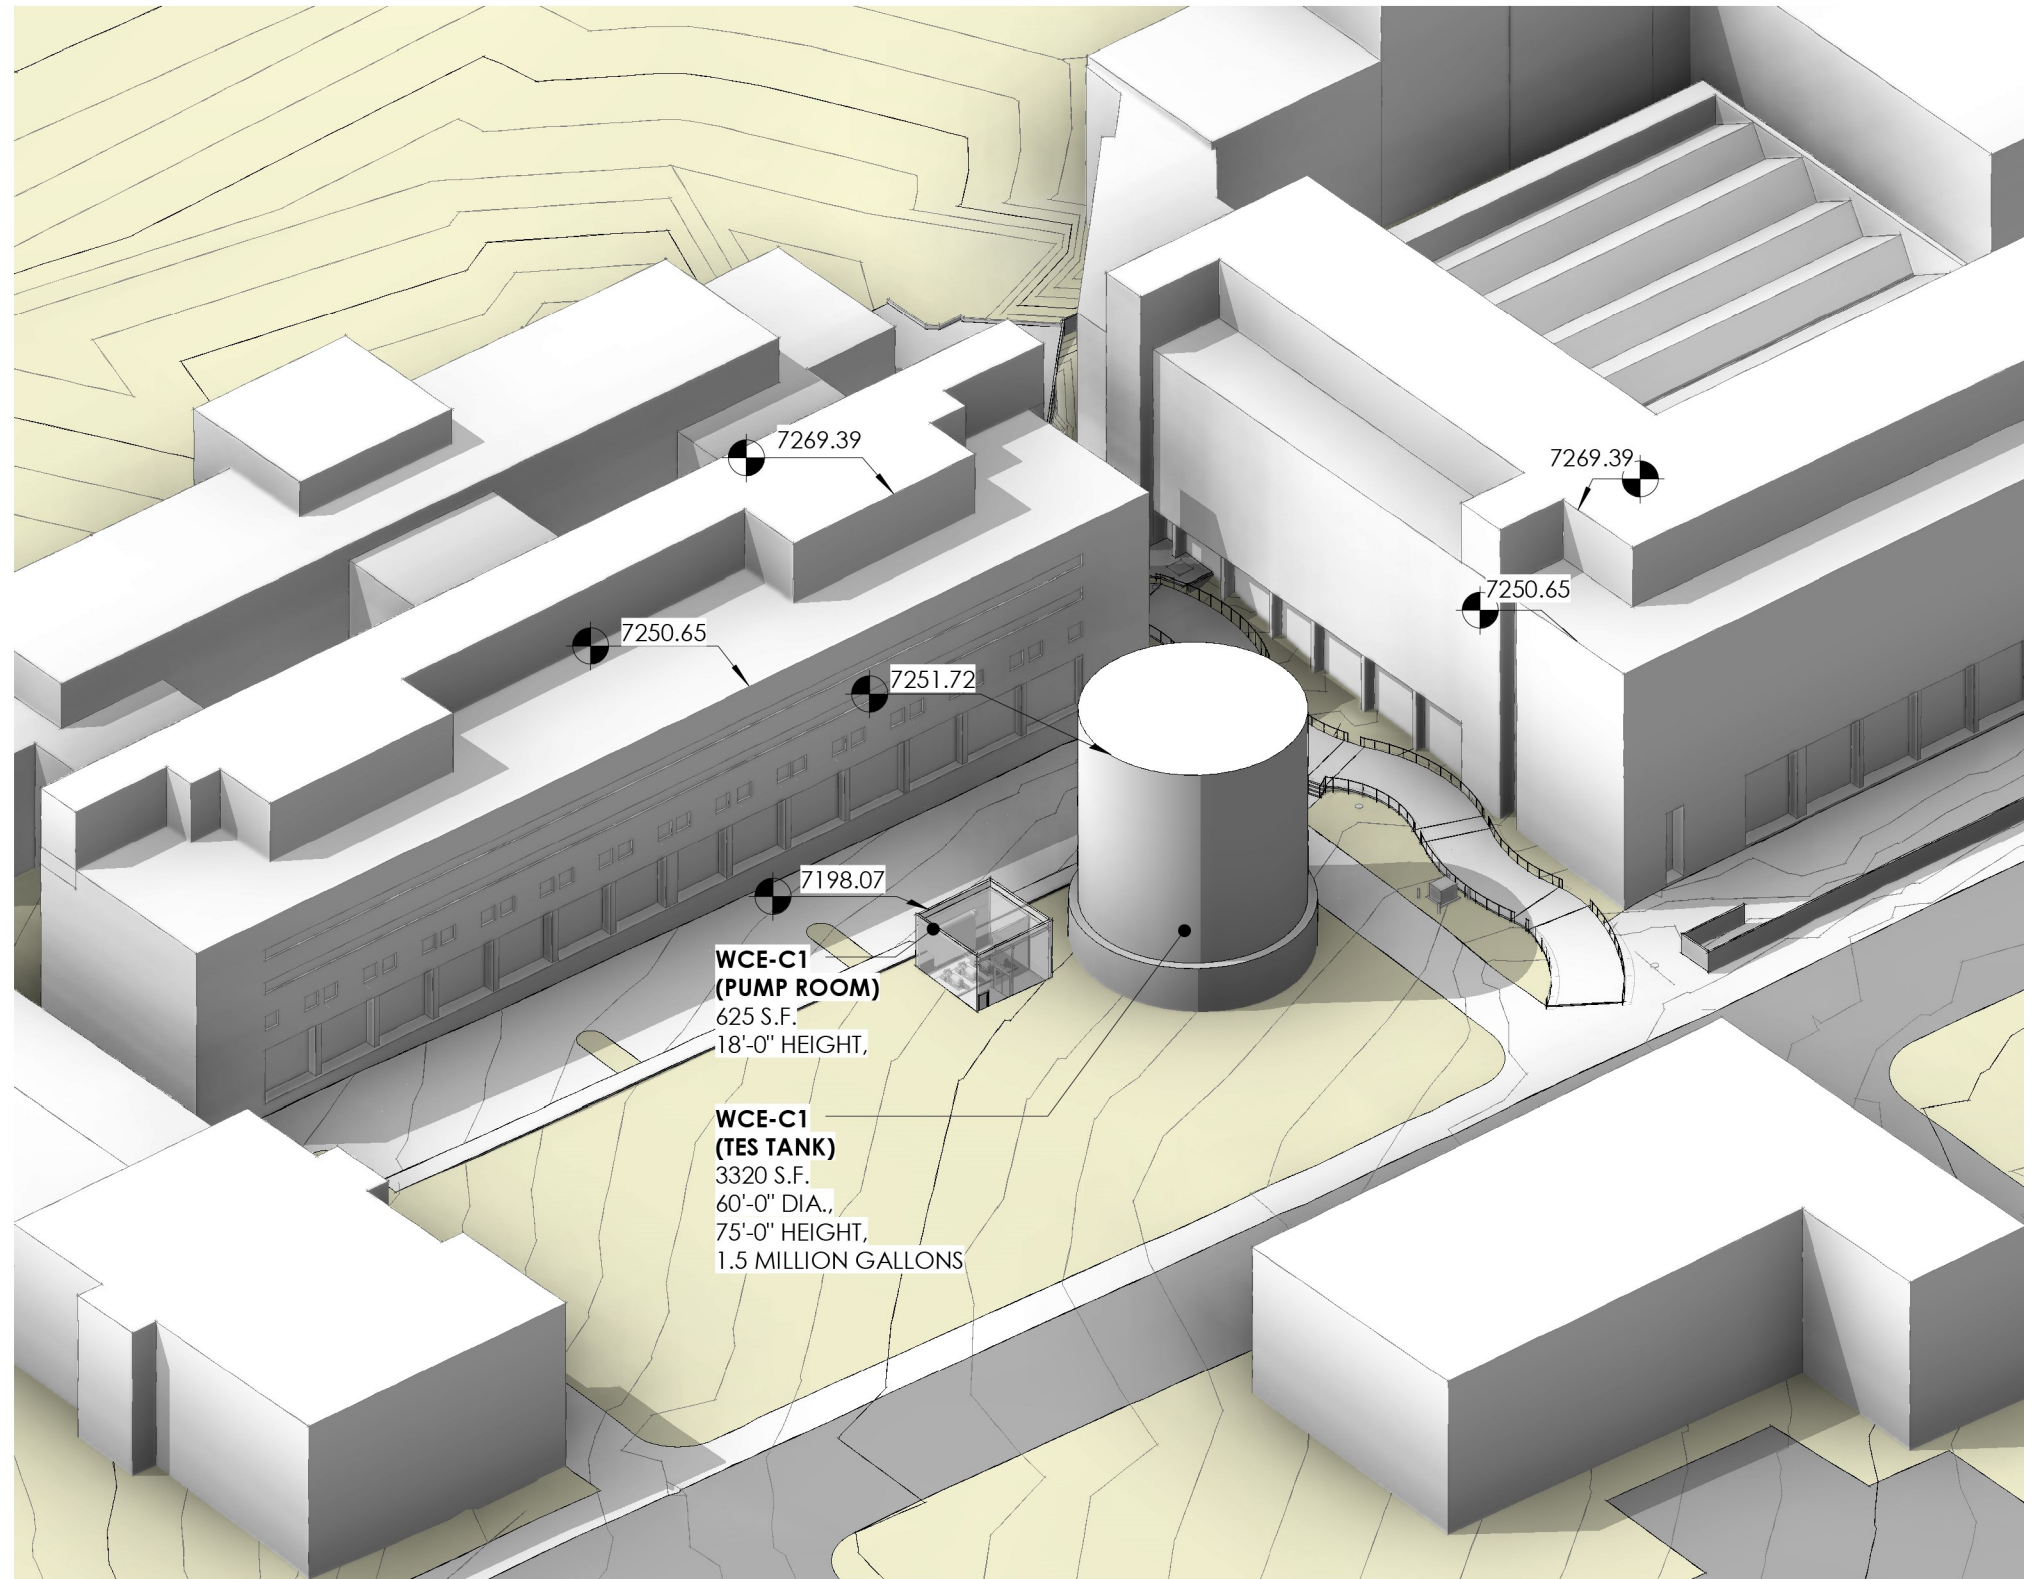 7269.39
7269.39
7250.65
7250.65
7251.72
7198.07
WCE-C1
(PUMP ROOM)
625 S.F.
18'-0" HEIGHT,
WCE-C1
(TES TANK)
3320 S.F.
60'-0" DIA.,
75'-0" HEIGHT,
1.5 MILLION GALLONS